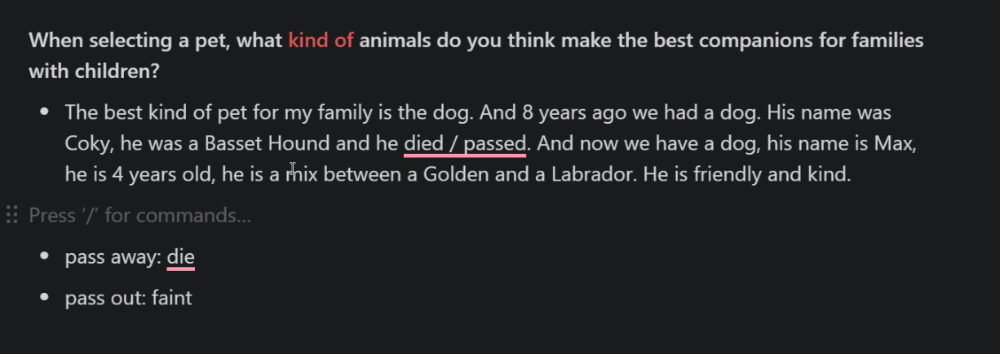 When selecting a pet, what kind of animals do you think make the best companions for families
with children?
• The best kind of pet for my family is the dog. And 8 years ago we had a dog. His name was
Coky, he was a Basset Hound and he died / passed. And now we have a dog, his name is Max,
he is 4 years old, he is a mix between a Golden and a Labrador. He is friendly and kind.
Press ‘/’ for commands...
• pass away: die
• pass out: faint